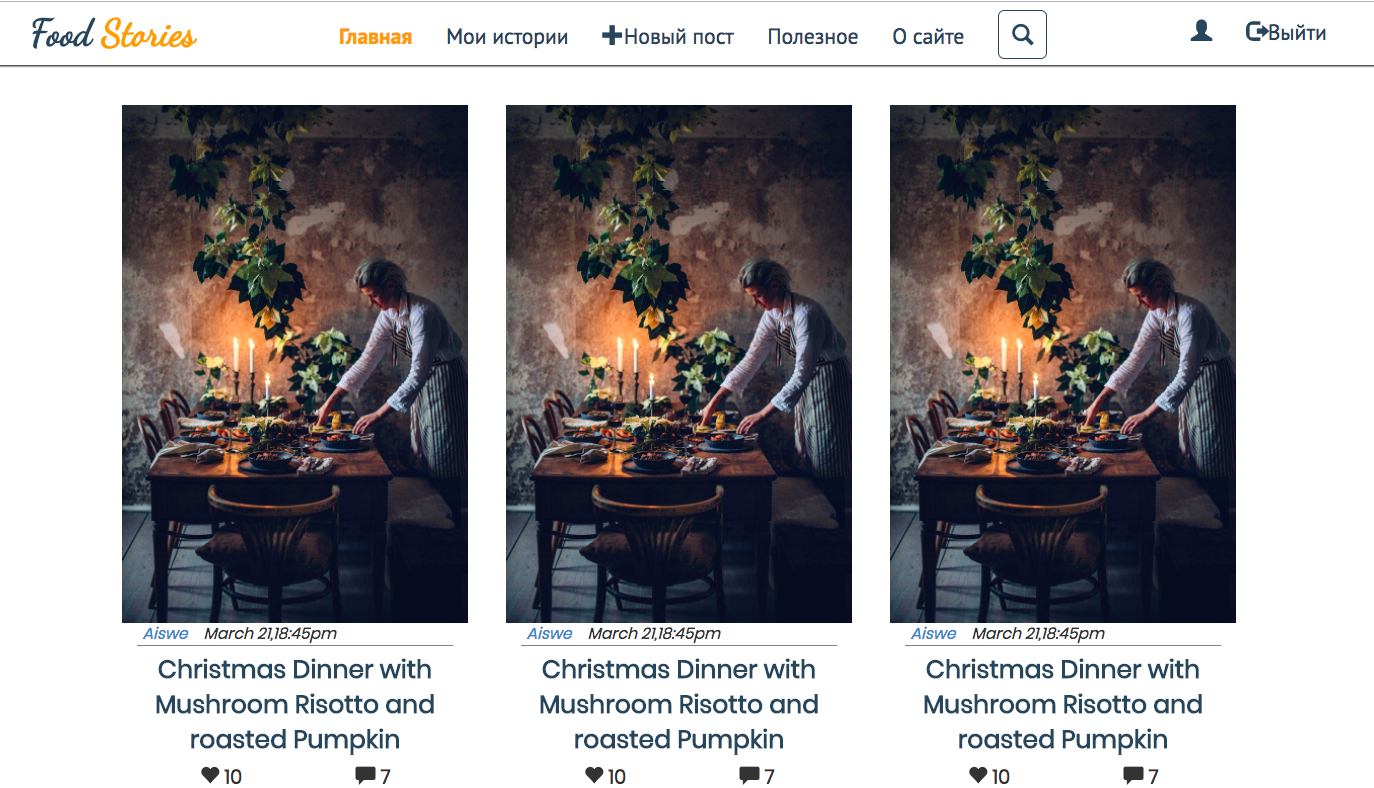 Food Stories
Главная Мои истории Новый пост Полезное О сайте Выйти
Aiswe March 21,18:45pm
Christmas Dinner with
Mushroom Risotto and
roasted Pumpkin
10 7
Aiswe March 21,18:45pm
Christmas Dinner with
Mushroom Risotto and
roasted Pumpkin
10 7
Aiswe March 21,18:45pm
Christmas Dinner with
Mushroom Risotto and
roasted Pumpkin
10 7